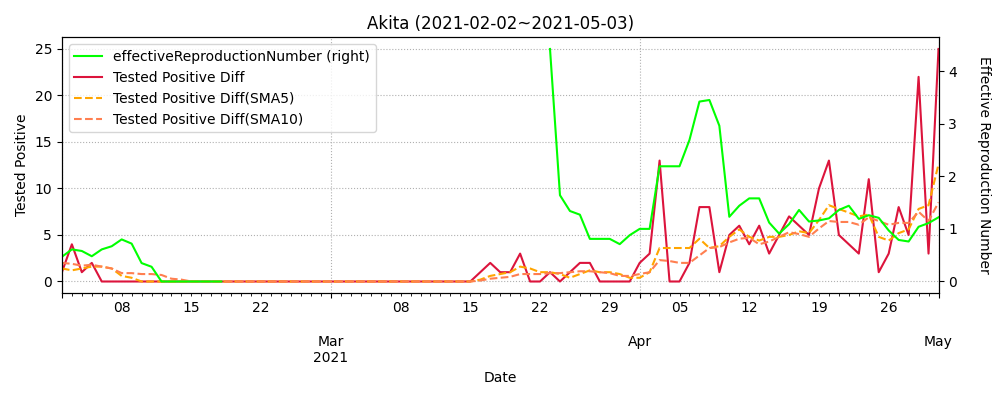 Akita (2021-02-02~2021-05-03)
effectiveReproductionNumber (right)
Tested Positive Diff
Tested Positive Diff(SMA5)
Tested Positive Diff(SMA10)
Tested Positive
25
20
15
10
5
0
Effective Reproduction Number
4
3
2
1
0
08 15 22 08 15 22 29 05 12 19 26
Mar Apr May
2021
Date